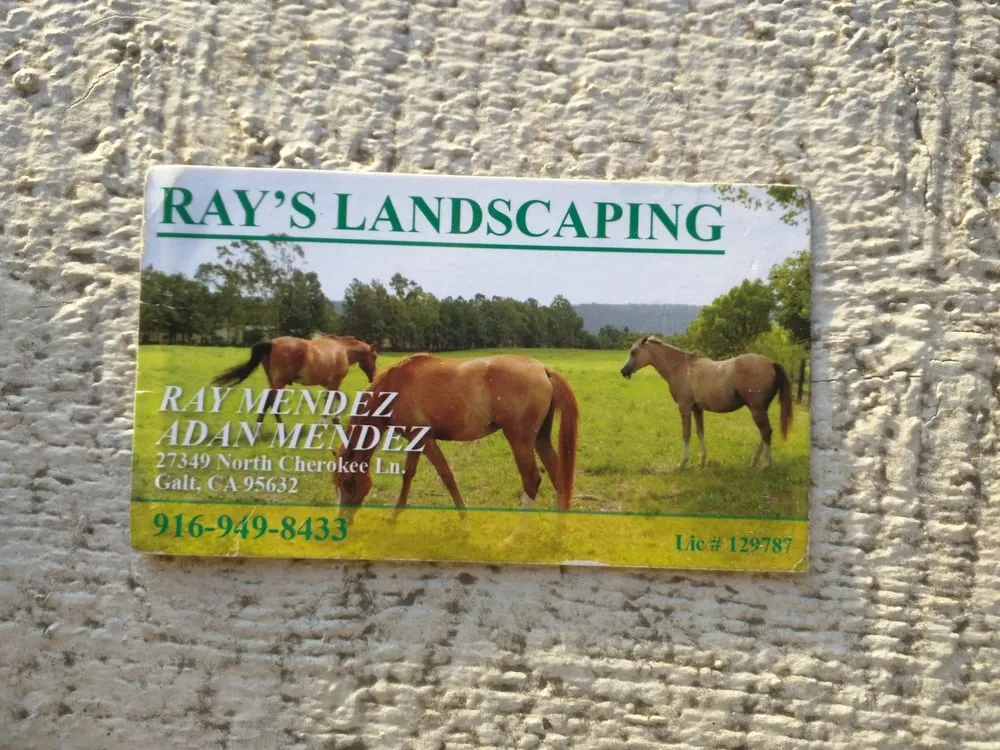 RAY'S LANDSCAPING
RAY MENDEZ
ADAN MENDEZ
27349 North Cherokee Ln.
Galt, CA 95632
916-949-8433
Lic # 129787